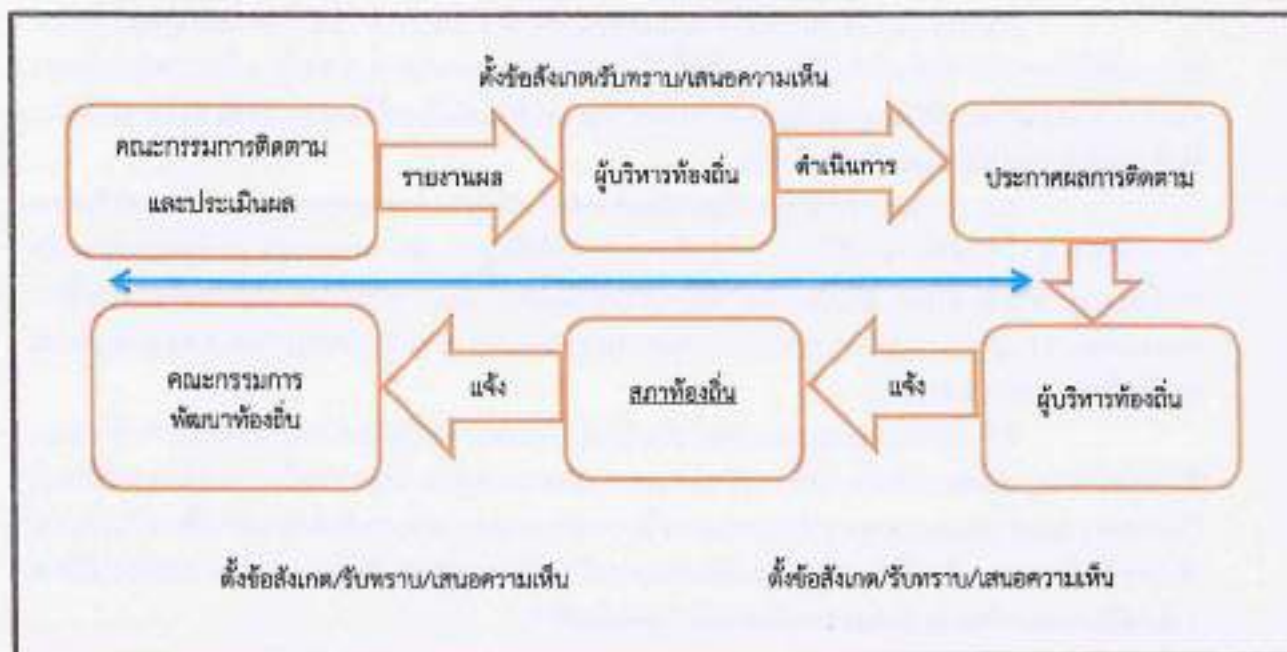 ตั้งข้อสังเกต/รับทราบ/เสนอความเห็น
คณะกรรมการติดตาม
และประเมินผล
รายงานผล
ผู้บริหารท้องถิ่น
ดำเนินการ
ประกาศผลการติดตาม
คณะกรรมการ
พัฒนาท้องถิ่น
แจ้ง
สภาท้องถิ่น
แจ้ง
ผู้บริหารท้องถิ่น
ตั้งข้อสังเกต/รับทราบ/เสนอความเห็น
ตั้งข้อสังเกต/รับทราบ/เสนอความเห็น